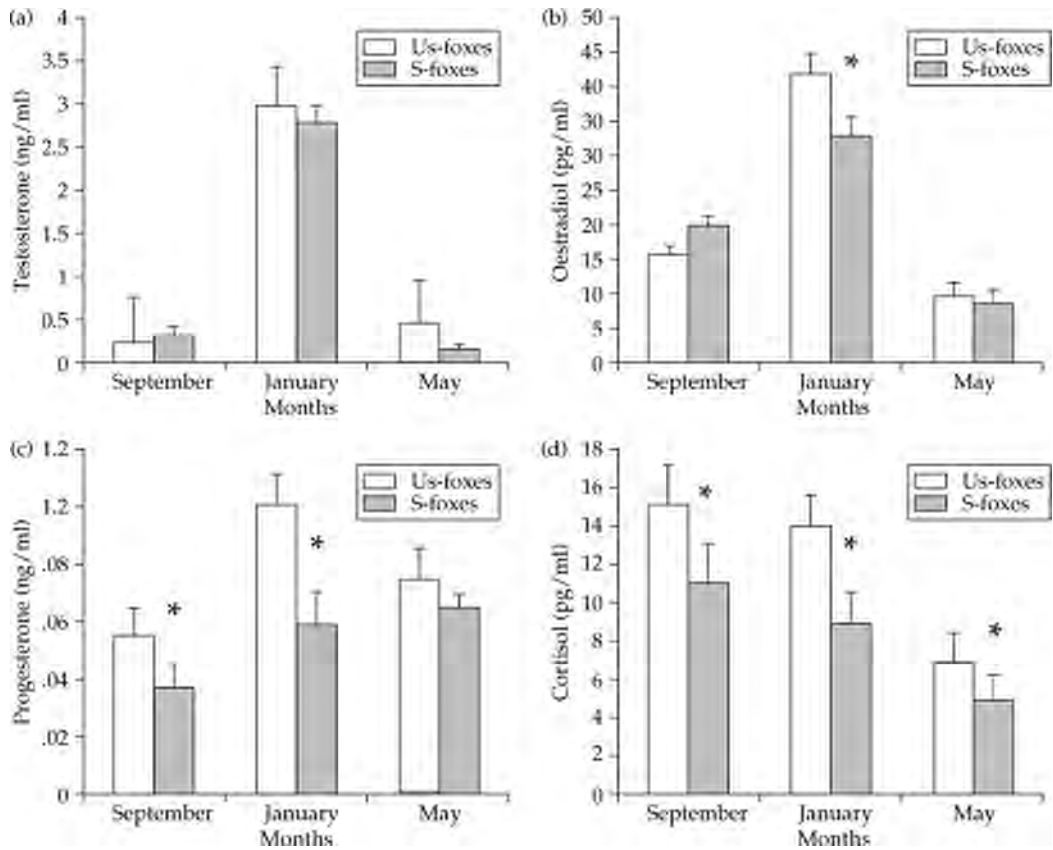 (a)
4
3.5
3
2.5
2
1.5
1
0.5
0
Testosterone (ng/ml)
Us-foxes
S-foxes
September
January
May
Months
(b)
50
45
40
35
30
25
20
15
10
5
0
Oestradiol (pg/ml)
Us-foxes
S-foxes
*
September
January
May
Months
(c)
1.2
1.2
.08
.06
.04
.02
0
Progesterone (ng/ml)
Us-foxes
S-foxes
*
*
September
January
May
Months
(d)
18
16
14
12
10
8
6
4
2
0
Cortisol (pg/ml)
Us-foxes
S-foxes
*
*
*
September
January
May
Months